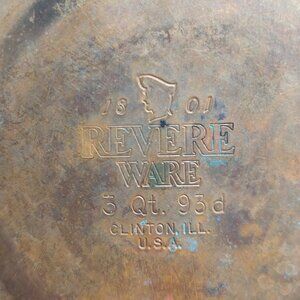 18 01
REVERE
WARE
3 Qt. 93d
CLINTON, ILL.
U.S.A.